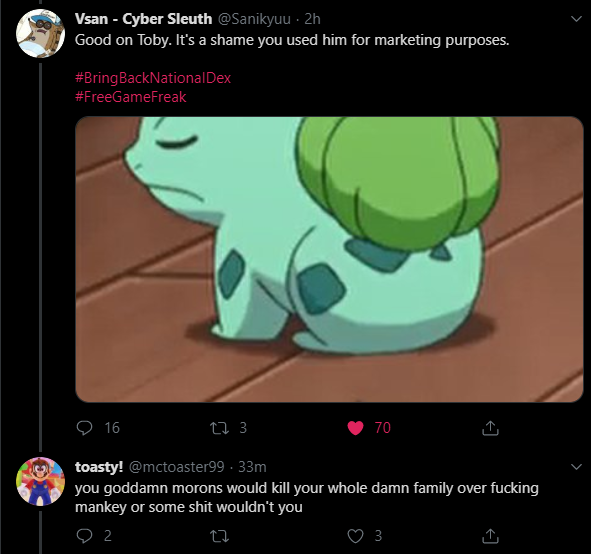 Vsan - Cyber Sleuth @Sanikyuu · 2h
Good on Toby. It's a shame you used him for marketing purposes.
#BringBackNationalDex
#FreeGameFreak
16 3 70
toasty! @mctoaster99 · 33m
you goddamn morons would kill your whole damn family over fucking
mankey or some shit wouldn't you
2 3